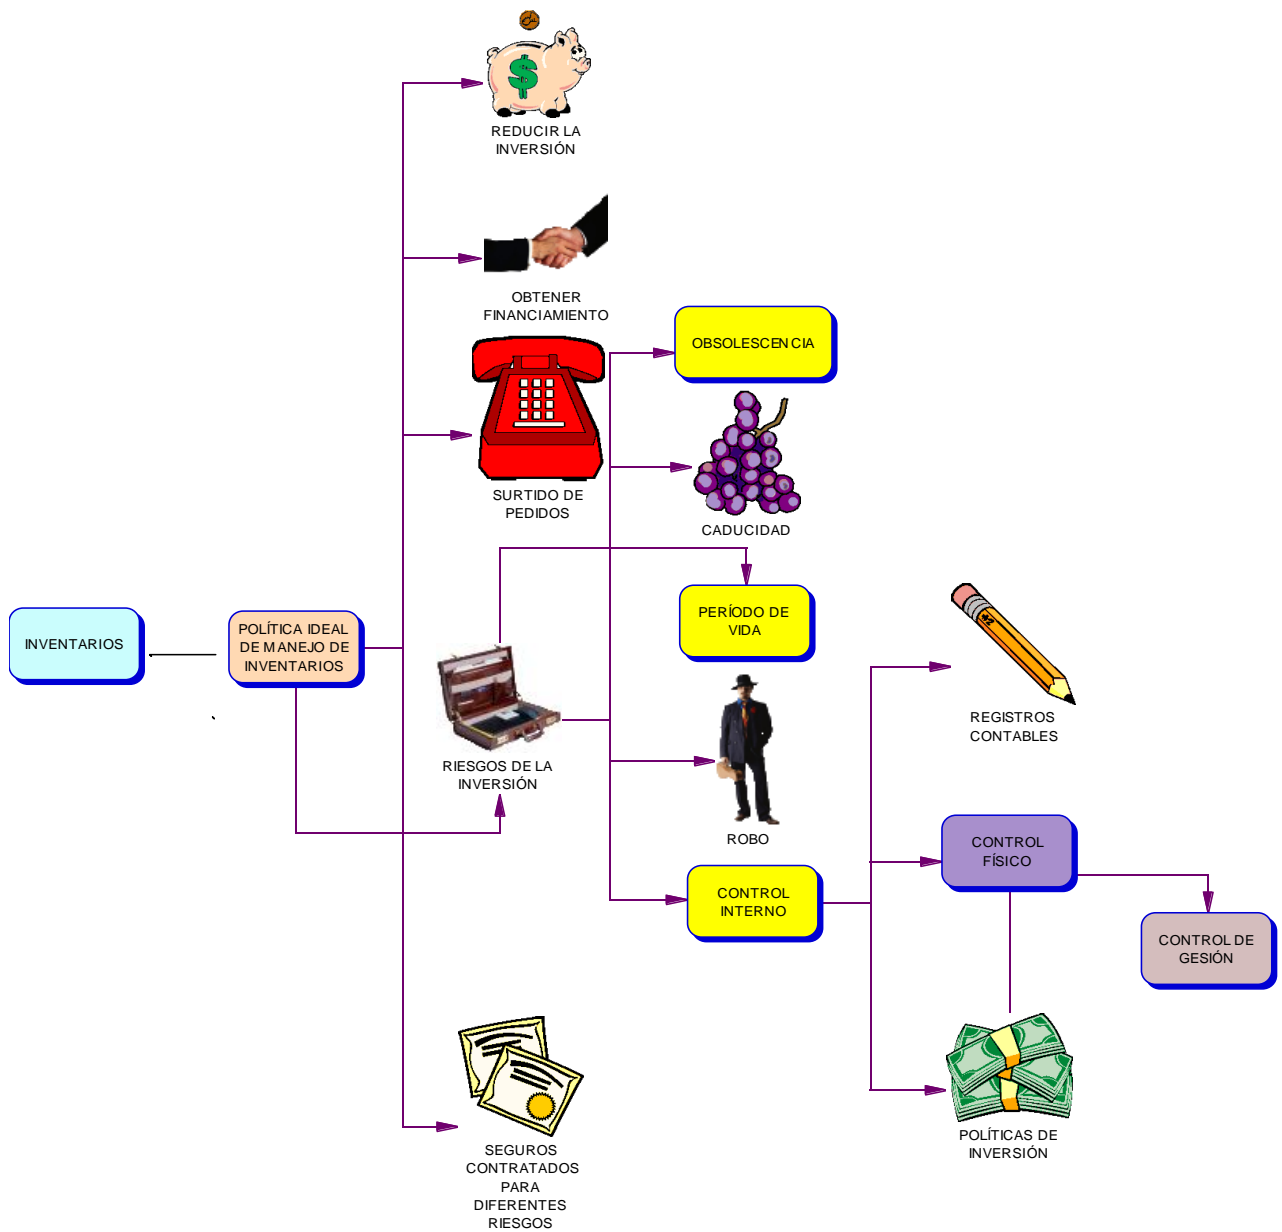 $
REDUCIR LA
INVERSIÓN
OBTENER
FINANCIAMIENTO
OBSOLESCENCIA
SURTIDO DE
PEDIDOS
CADUCIDAD
INVENTARIOS
POLÍTICA IDEAL
DE MANEJO DE
INVENTARIOS
PERÍODO DE
VIDA
RIESGOS DE LA
INVERSIÓN
REGISTROS
CONTABLES
ROBO
CONTROL
FÍSICO
CONTROL
INTERNO
CONTROL DE
GESIÓN
POLÍTICAS DE
INVERSIÓN
SEGUROS
CONTRATADOS
PARA
DIFERENTES
RIESGOS